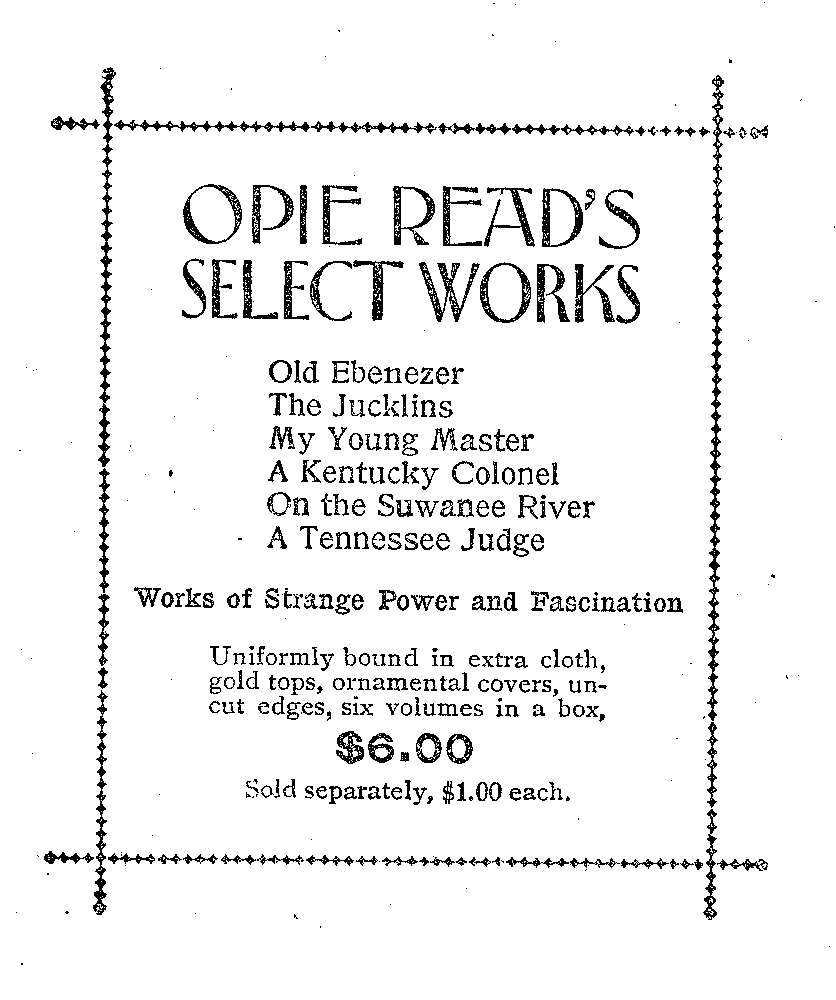 OPIE READ'S
SELECT WORKS
Old Ebenezer
The Jucklins
My Young Master
A Kentucky Colonel
On the Suwanee River
A Tennessee Judge
Works of Strange Power and Fascination
Uniformly bound in extra cloth,
gold tops, ornamental covers, un-
cut edges, six volumes in a box,
$6.00
Sold separately, $1.00 each.